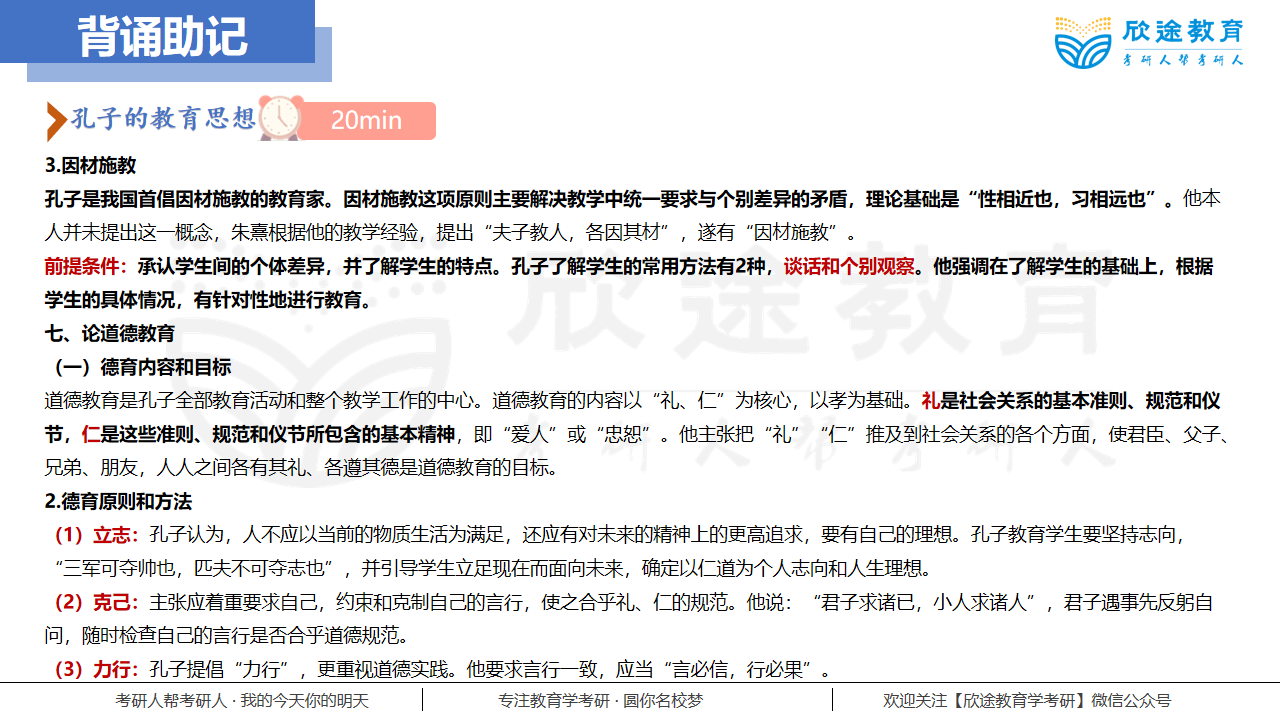 背诵助记
欣途教育
考研人帮考研人
孔子的教育思想
20min
3.因材施教
孔子是我国首倡因材施教的教育家。因材施教这项原则主要解决教学中统一要求与个别差异的矛盾，理论基础是“性相近也，习相远也”。他本
人并未提出这一概念，朱熹根据他的教学经验，提出“夫子教人，各因其材”，遂有“因材施教”。
前提条件：承认学生间的个体差异，并了解学生的特点。孔子了解学生的常用方法有2种，谈话和个别观察。他强调在了解学生的基础上，根据
学生的具体情况，有针对性地进行教育。
七、论道德教育
（一）德育内容和目标
道德教育是孔子全部教育活动和整个教学工作的中心。道德教育的内容以“礼、仁”为核心，以孝为基础。礼是社会关系的基本准则、规范和仪
节，仁是这些准则、规范和仪节所包含的基本精神，即“爱人”或“忠恕”。他主张把“礼”“仁”推及到社会关系的各个方面，使君臣、父子、
兄弟、朋友，人人之间各有其礼、各遵其德是道德教育的目标。
2.德育原则和方法
（1）立志：孔子认为，人不应以当前的物质生活为满足，还应有对未来的精神上的更高追求，要有自己的理想。孔子教育学生要坚持志向，
“三军可夺帅也，匹夫不可夺志也”，并引导学生立足现在而面向未来，确定以仁道为个人志向和人生理想。
（2）克己：主张应着重要求自己，约束和克制自己的言行，使之合乎礼、仁的规范。他说：“君子求诸已，小人求诸人”，君子遇事先反躬自
问，随时检查自己的言行是否合乎道德规范。
（3）力行：孔子提倡“力行”，更重视道德实践。他要求言行一致，应当“言必信，行必果”。
欣途教育
考研人帮考研人
考研人帮考研人 · 我的今天你的明天
专注教育学考研 · 圆你名校梦
欢迎关注【欣途教育学考研】微信公众号